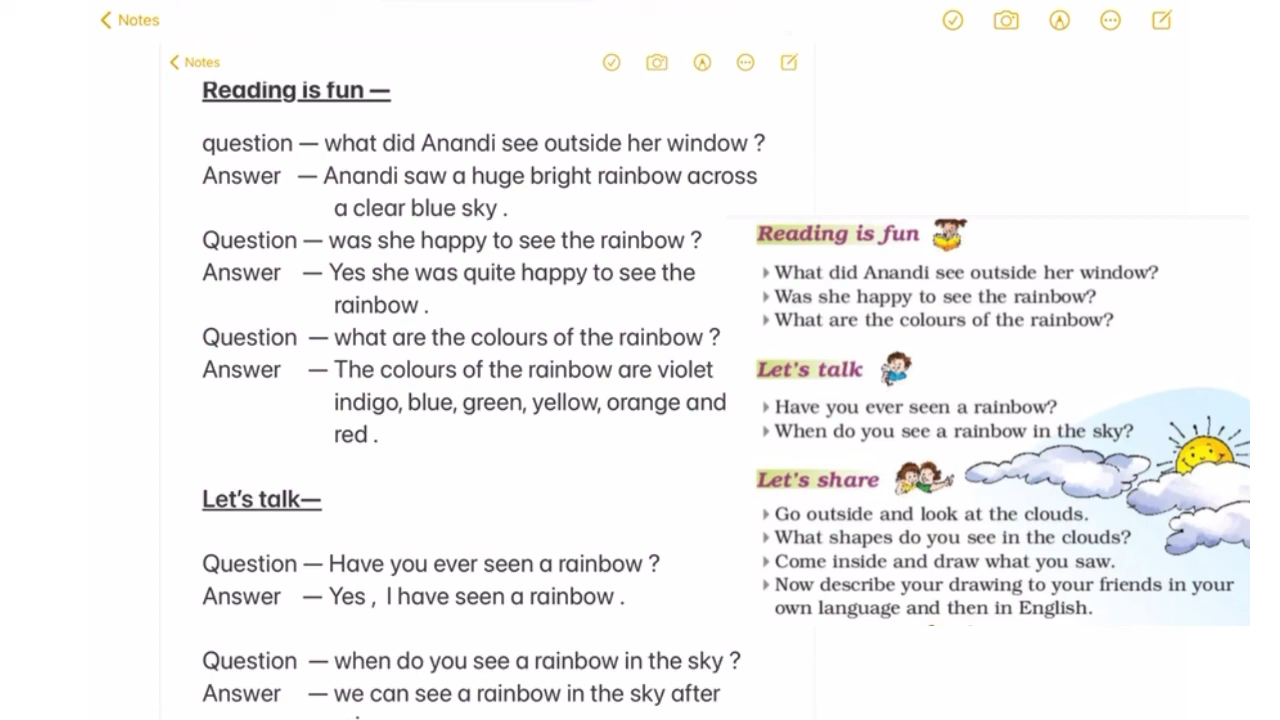 Notes
Notes
Reading is fun —
question — what did Anandi see outside her window ?
Answer — Anandi saw a huge bright rainbow across
a clear blue sky .
Question — was she happy to see the rainbow ?
Answer — Yes she was quite happy to see the
rainbow .
Question — what are the colours of the rainbow ?
Answer — The colours of the rainbow are violet
indigo, blue, green, yellow, orange and
red .
Let's talk—
Question — Have you ever seen a rainbow ?
Answer — Yes , I have seen a rainbow .
Question — when do you see a rainbow in the sky ?
Answer — we can see a rainbow in the sky after
Reading is fun
What did Anandi see outside her window?
Was she happy to see the rainbow?
What are the colours of the rainbow?
Let's talk
Have you ever seen a rainbow?
When do you see a rainbow in the sky?
Let's share
Go outside and look at the clouds.
What shapes do you see in the clouds?
Come inside and draw what you saw.
Now describe your drawing to your friends in your
own language and then in English.